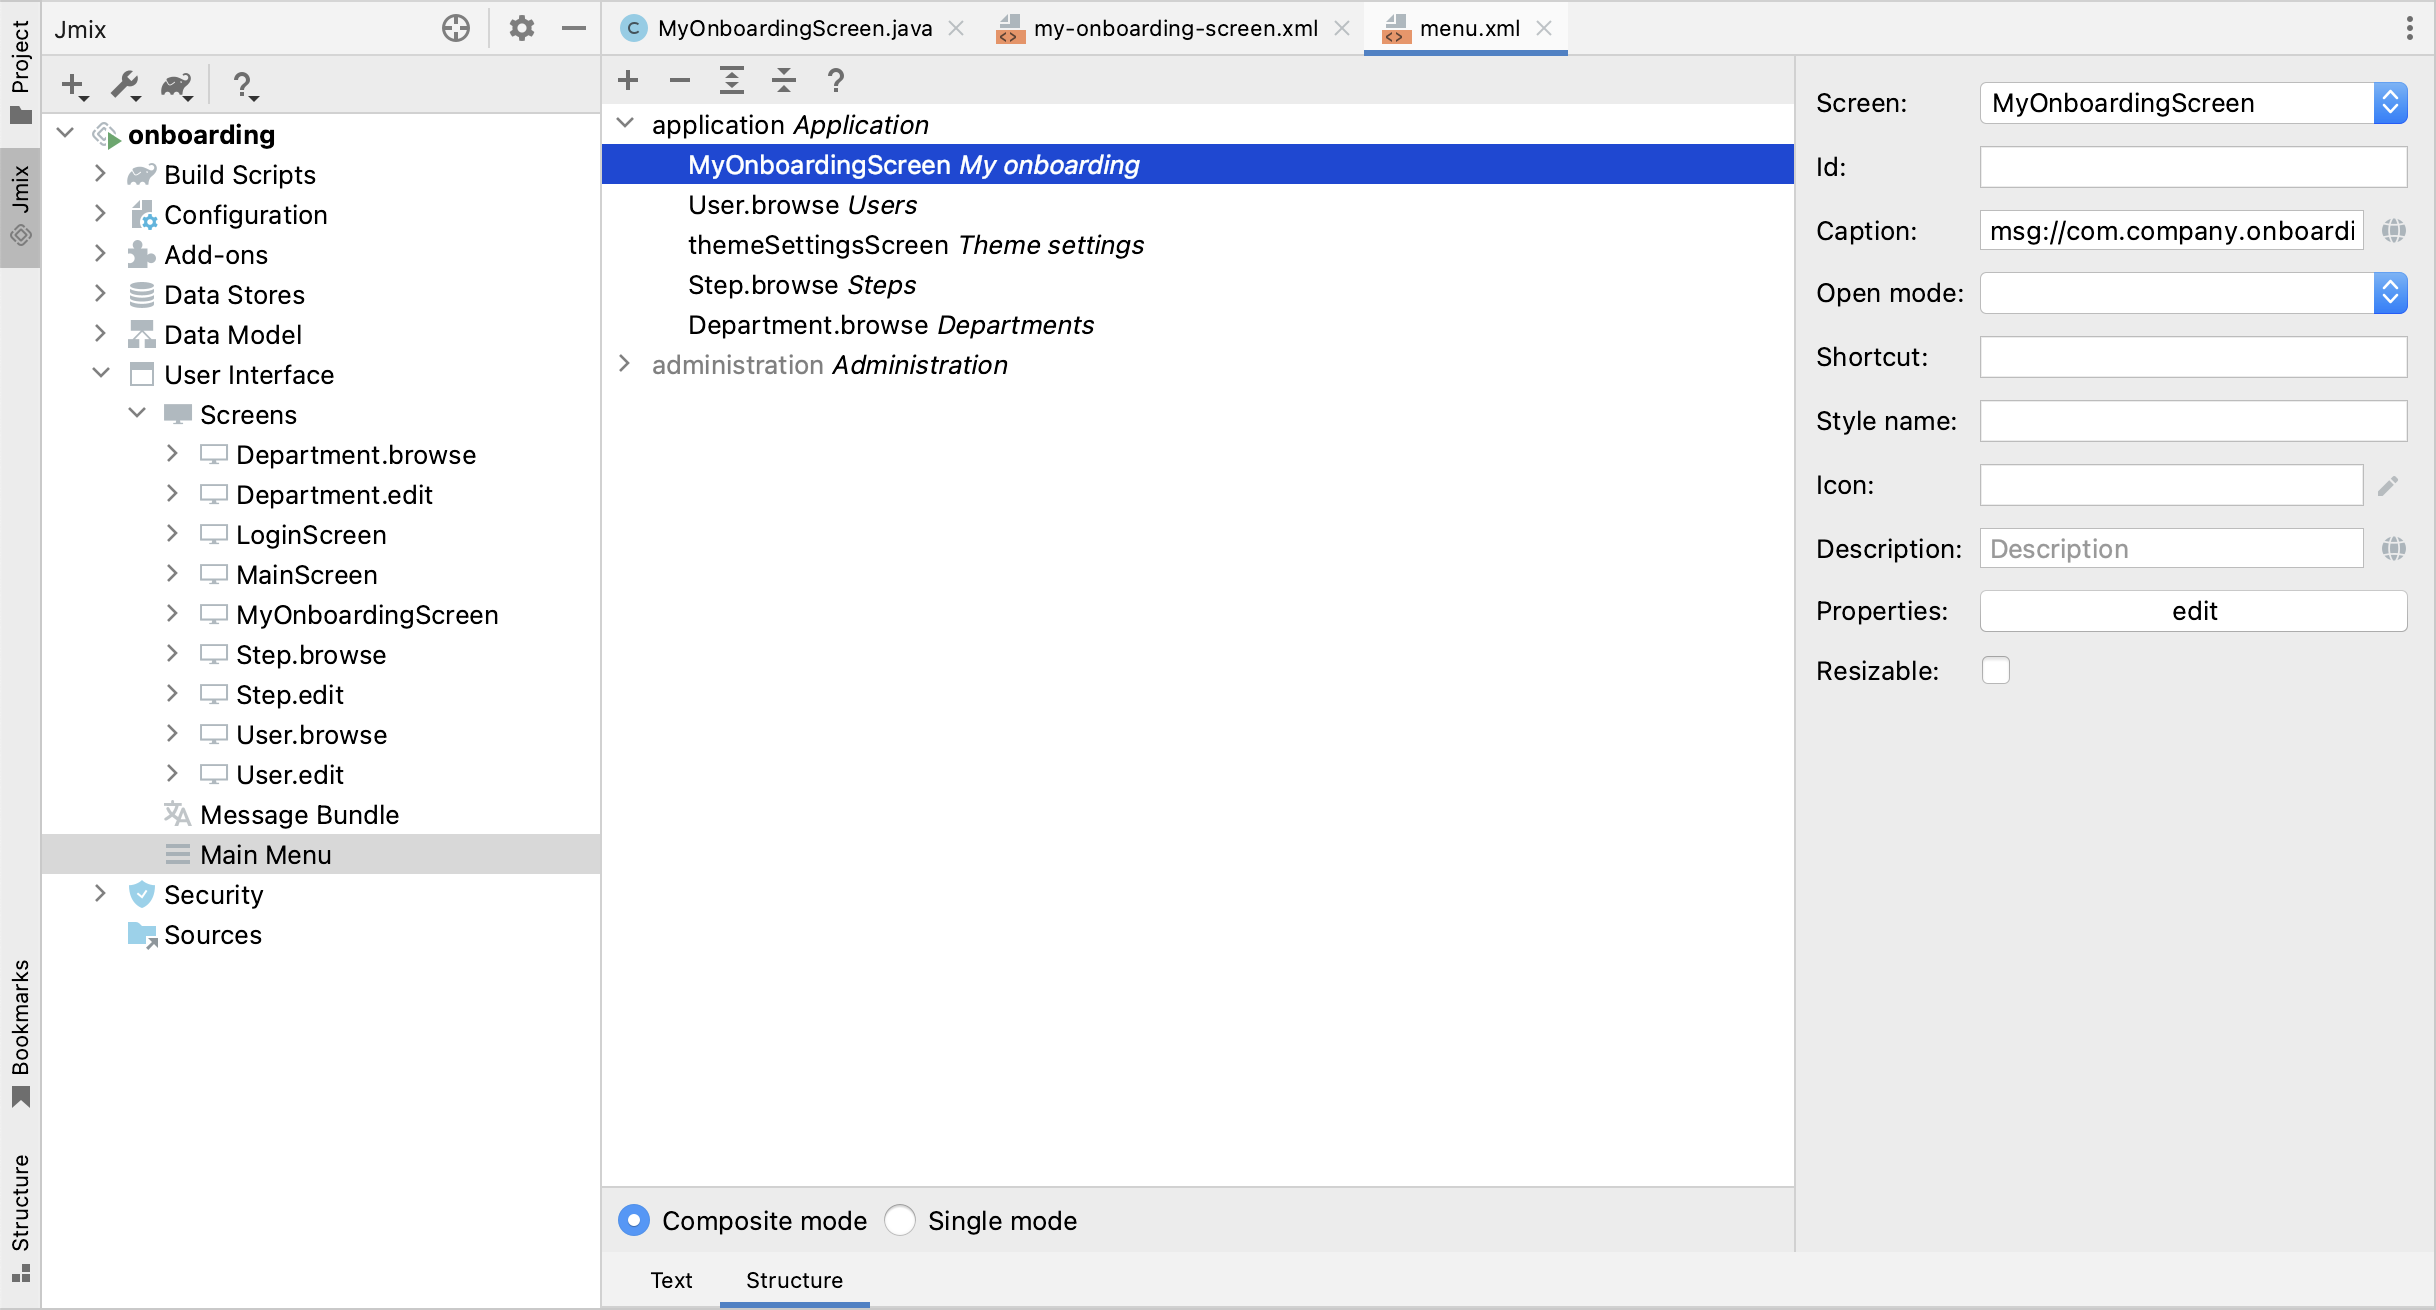 Project
Jmix
Bookmarks
Structure
Jmix
onboarding
Build Scripts
Configuration
Add-ons
Data Stores
Data Model
User Interface
Screens
Department.browse
Department.edit
LoginScreen
MainScreen
MyOnboardingScreen
Step.browse
Step.edit
User.browse
User.edit
Message Bundle
Main Menu
Security
Sources
C MyOnboardingScreen.java
my-onboarding-screen.xml
menu.xml
application Application
MyOnboardingScreen My onboarding
User.browse Users
themeSettingsScreen Theme settings
Step.browse Steps
Department.browse Departments
administration Administration
Composite mode Single mode
Text Structure
Screen: MyOnboardingScreen
Id:
Caption: msg://com.company.onboardi
Open mode:
Shortcut:
Style name:
Icon:
Description: Description
Properties: edit
Resizable: